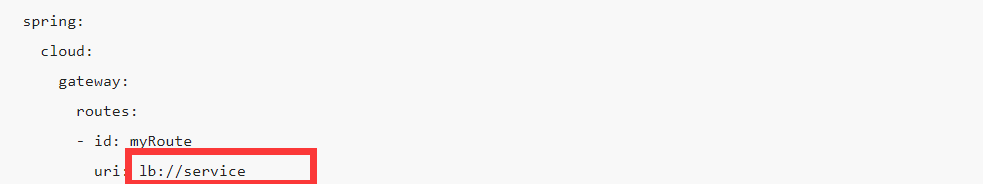 spring:
cloud:
gateway:
routes:
- id: myRoute
uri: lb://service